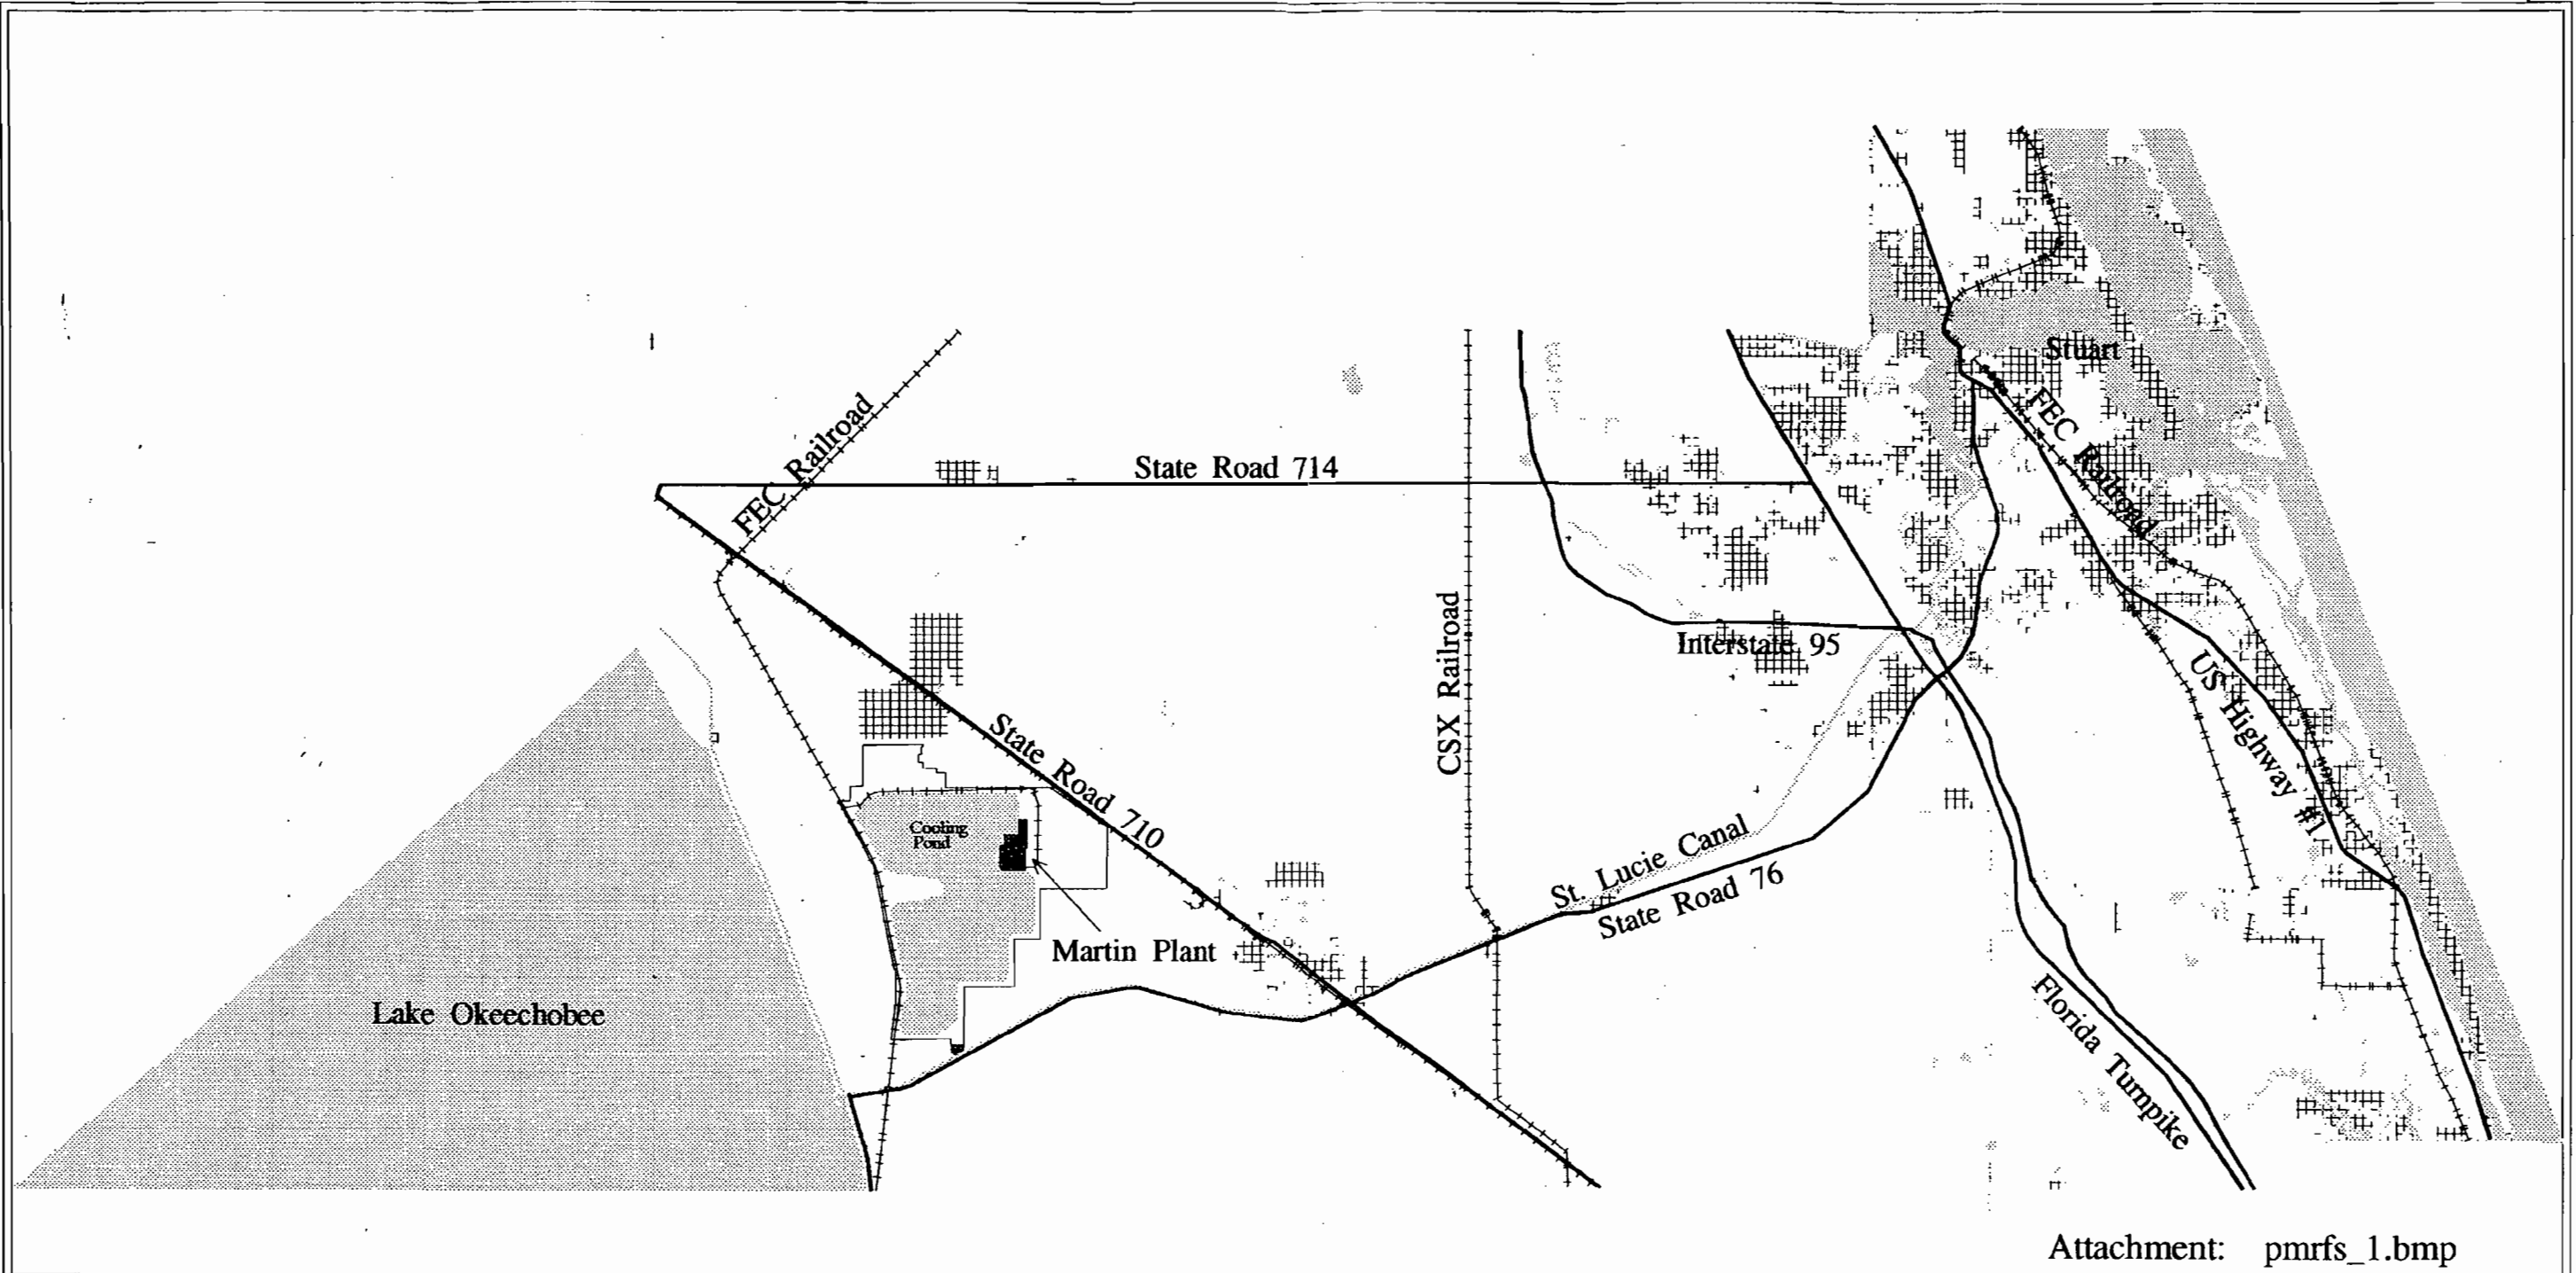 Stuart
FEC Railroad
FEC Railroad
State Road 714
CSX Railroad
Interstate 95
US Highway #1
State Road 710
Cooling
Pond
St. Lucie Canal
State Road 76
Martin Plant
Lake Okeechobee
Florida Turnpike
Attachment: pmrfs_1.bmp